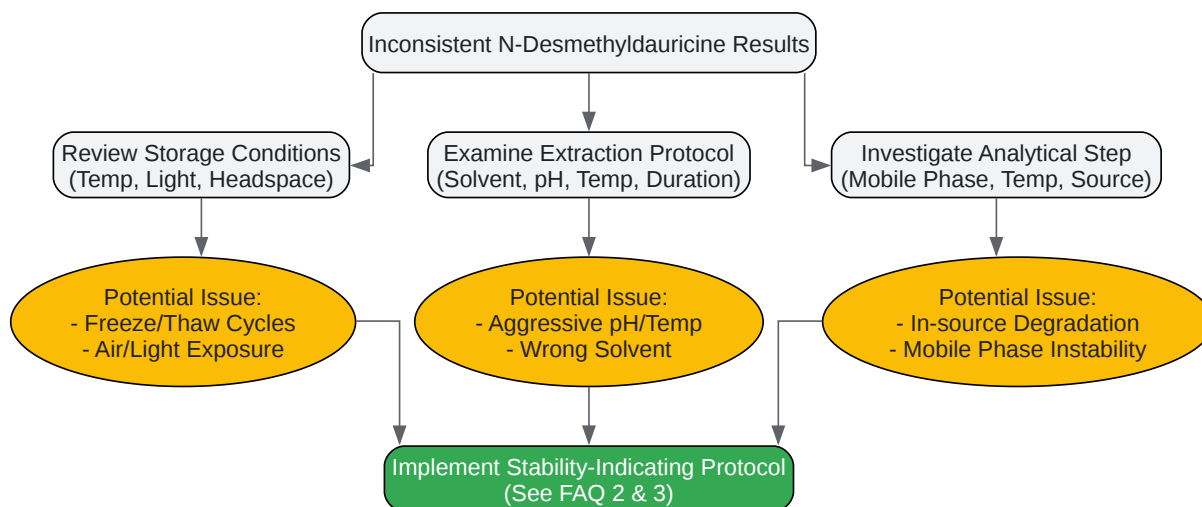 Inconsistent N-Desmethyldauricine Results
Review Storage Conditions
(Temp, Light, Headspace)
Examine Extraction Protocol
(Solvent, pH, Temp, Duration)
Investigate Analytical Step
(Mobile Phase, Temp, Source)
Potential Issue:
- Freeze/Thaw Cycles
- Air/Light Exposure
Potential Issue:
- Aggressive pH/Temp
- Wrong Solvent
Potential Issue:
- In-source Degradation
- Mobile Phase Instability
Implement Stability-Indicating Protocol
(See FAQ 2 & 3)